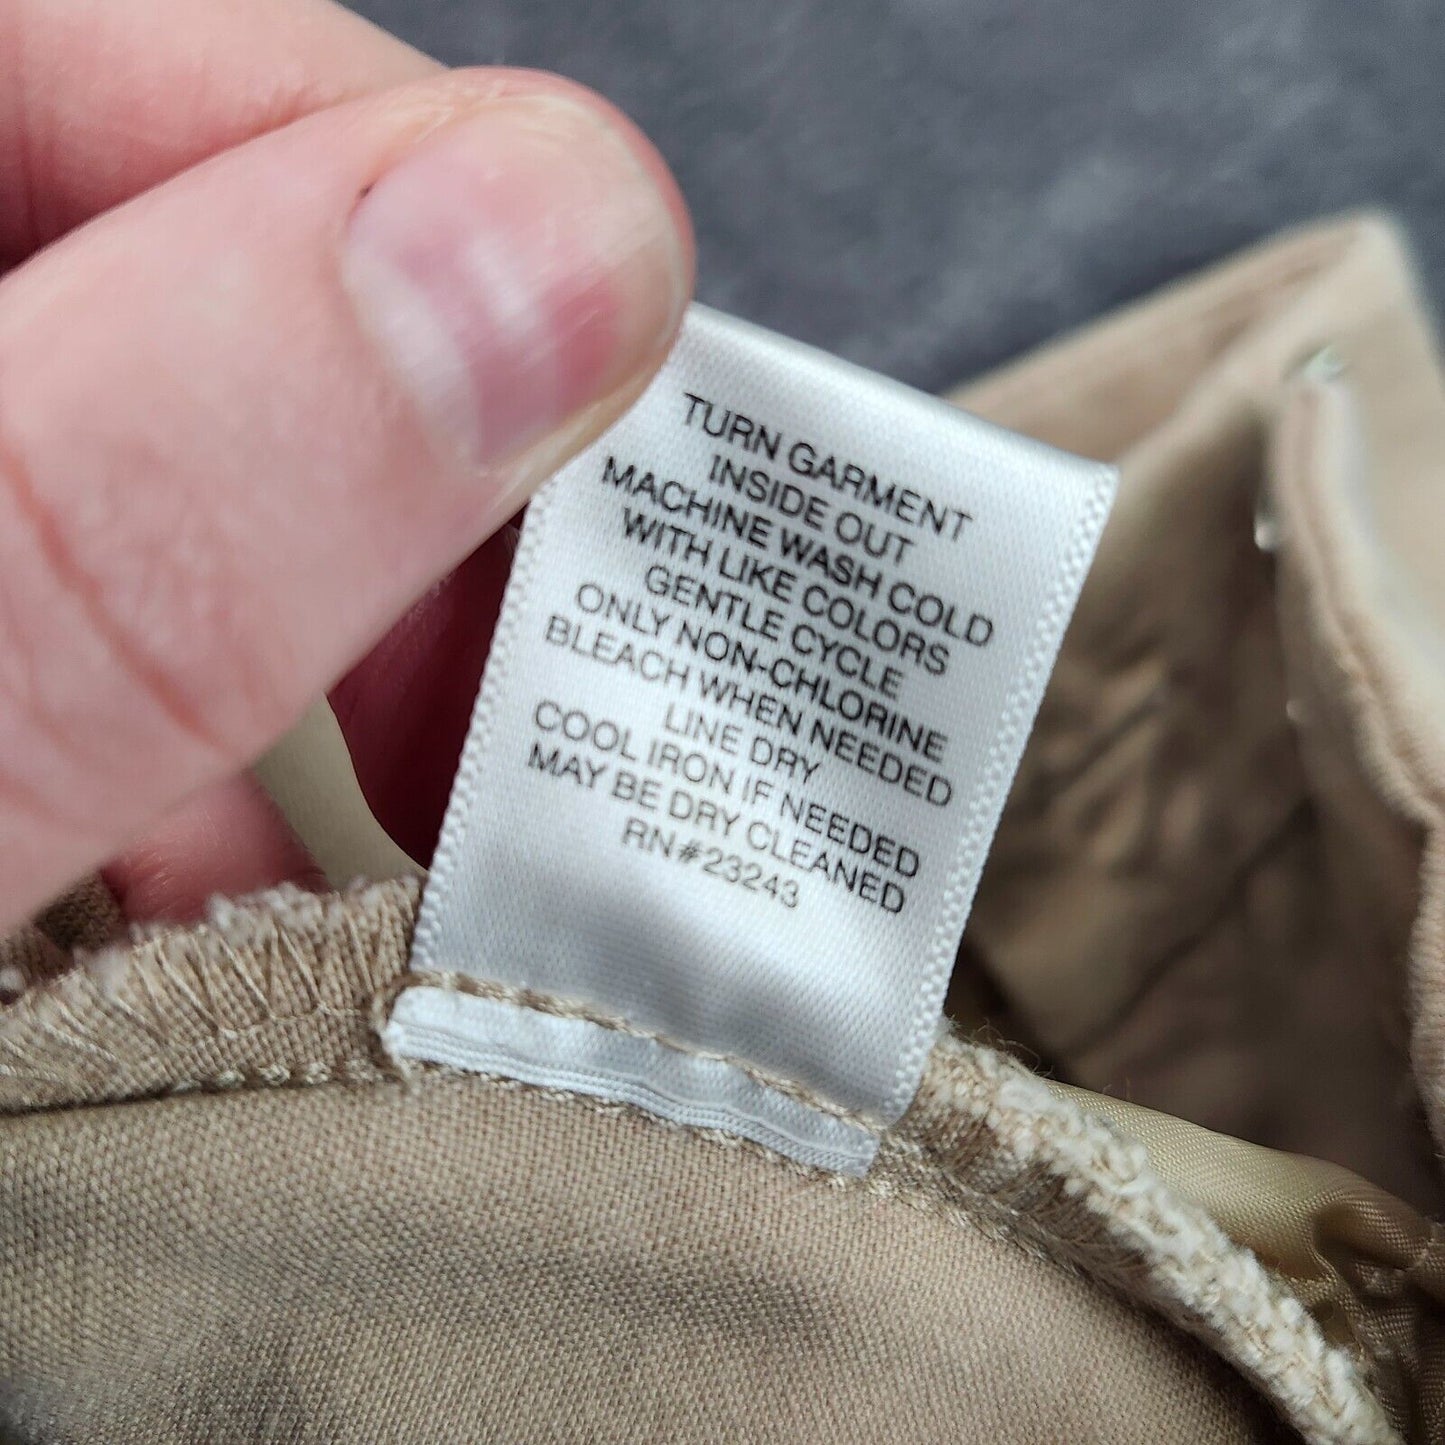 TURN GARMENT
INSIDE OUT
MACHINE WASH COLD
WITH LIKE COLORS
GENTLE CYCLE
ONLY NON-CHLORINE
BLEACH WHEN NEEDED
LINE DRY
COOL IRON IF NEEDED
MAY BE DRY CLEANED
RN#23243